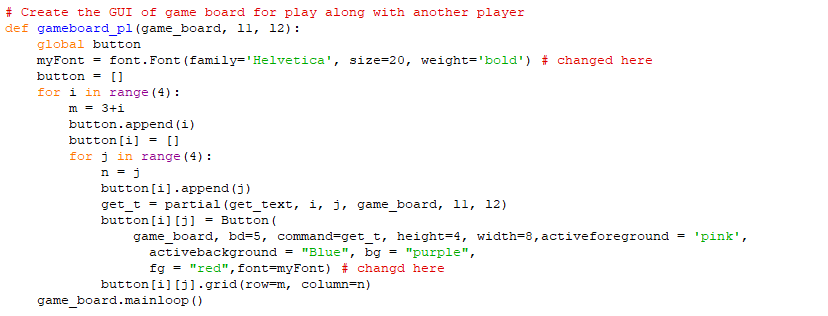 # Create the GUI of game board for play along with another player
def gameboard_pl(game_board, l1, l2):
    global button
    myFont = font.Font(family='Helvetica', size=20, weight='bold') # changed here
    button = []
    for i in range(4):
        m = 3+i
        button.append(i)
        button[i] = []
        for j in range(4):
            n = j
            button[i].append(j)
            get_t = partial(get_text, i, j, game_board, l1, l2)
            button[i][j] = Button(
                game_board, bd=5, command=get_t, height=4, width=8,activeforeground = 'pink',
                  activebackground = "Blue", bg = "purple",
                  fg = "red",font=myFont) # changd here
            button[i][j].grid(row=m, column=n)
    game_board.mainloop()